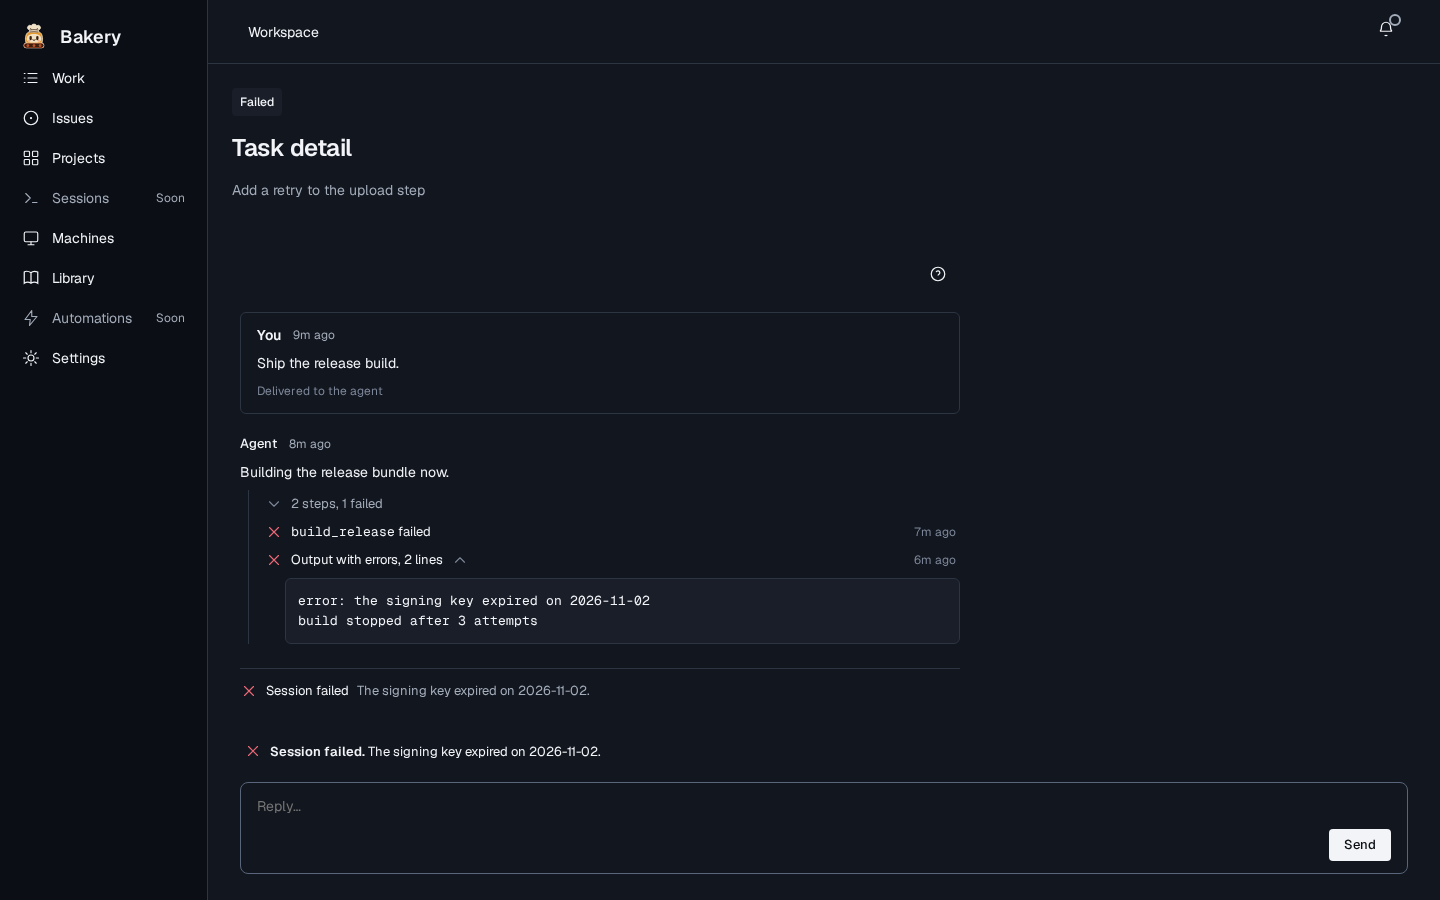 Bakery
Workspace
Work
Issues
Projects
Sessions Soon
Machines
Library
Automations Soon
Settings
Failed
Task detail
Add a retry to the upload step
You 9m ago
Ship the release build.
Delivered to the agent
Agent 8m ago
Building the release bundle now.
2 steps, 1 failed
build_release failed 7m ago
Output with errors, 2 lines 6m ago
error: the signing key expired on 2026-11-02
build stopped after 3 attempts
Session failed The signing key expired on 2026-11-02.
Session failed. The signing key expired on 2026-11-02.
Reply...
Send